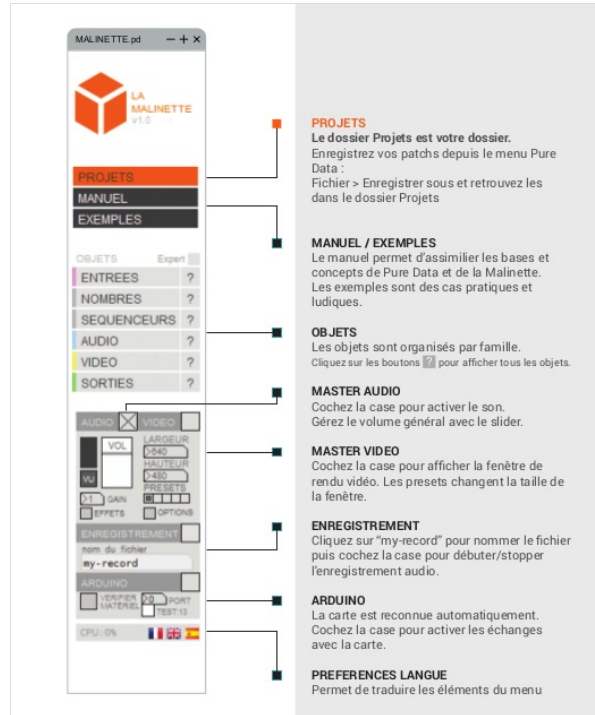 MALINETTE.pd − + ×
LA
MALINETTE
v1.0
PROJETS
MANUEL
EXEMPLES
OBJETS Expert
ENTREES ?
NOMBRES ?
SEQUENCEURS ?
AUDIO ?
VIDEO ?
SORTIES ?
AUDIO VIDEO
VOL
LARGEUR
>640
HAUTEUR
>480
PRESETS
VU
>1 GAIN
EFFETS OPTIONS
ENREGISTREMENT
nom du fichier
my-record
ARDUINO
VERIFIER
MATERIEL
>0 PORT
TEST:13
CPU: 0%
PROJETS
Le dossier Projets est votre dossier.
Enregistrez vos patchs depuis le menu Pure
Data :
Fichier > Enregistrer sous et retrouvez les
dans le dossier Projets
MANUEL / EXEMPLES
Le manuel permet d'assimilier les bases et
concepts de Pure Data et de la Malinette.
Les exemples sont des cas pratiques et
ludiques.
OBJETS
Les objets sont organisés par famille.
Cliquez sur les boutons ? pour afficher tous les objets.
MASTER AUDIO
Cochez la case pour activer le son.
Gérez le volume général avec le slider.
MASTER VIDEO
Cochez la case pour afficher la fenêtre de
rendu vidéo. Les presets changent la taille de
la fenêtre.
ENREGISTREMENT
Cliquez sur "my-record" pour nommer le fichier
puis cochez la case pour débuter/stopper
l'enregistrement audio.
ARDUINO
La carte est reconnue automatiquement.
Cochez la case pour activer les échanges
avec la carte.
PREFERENCES LANGUE
Permet de traduire les éléments du menu